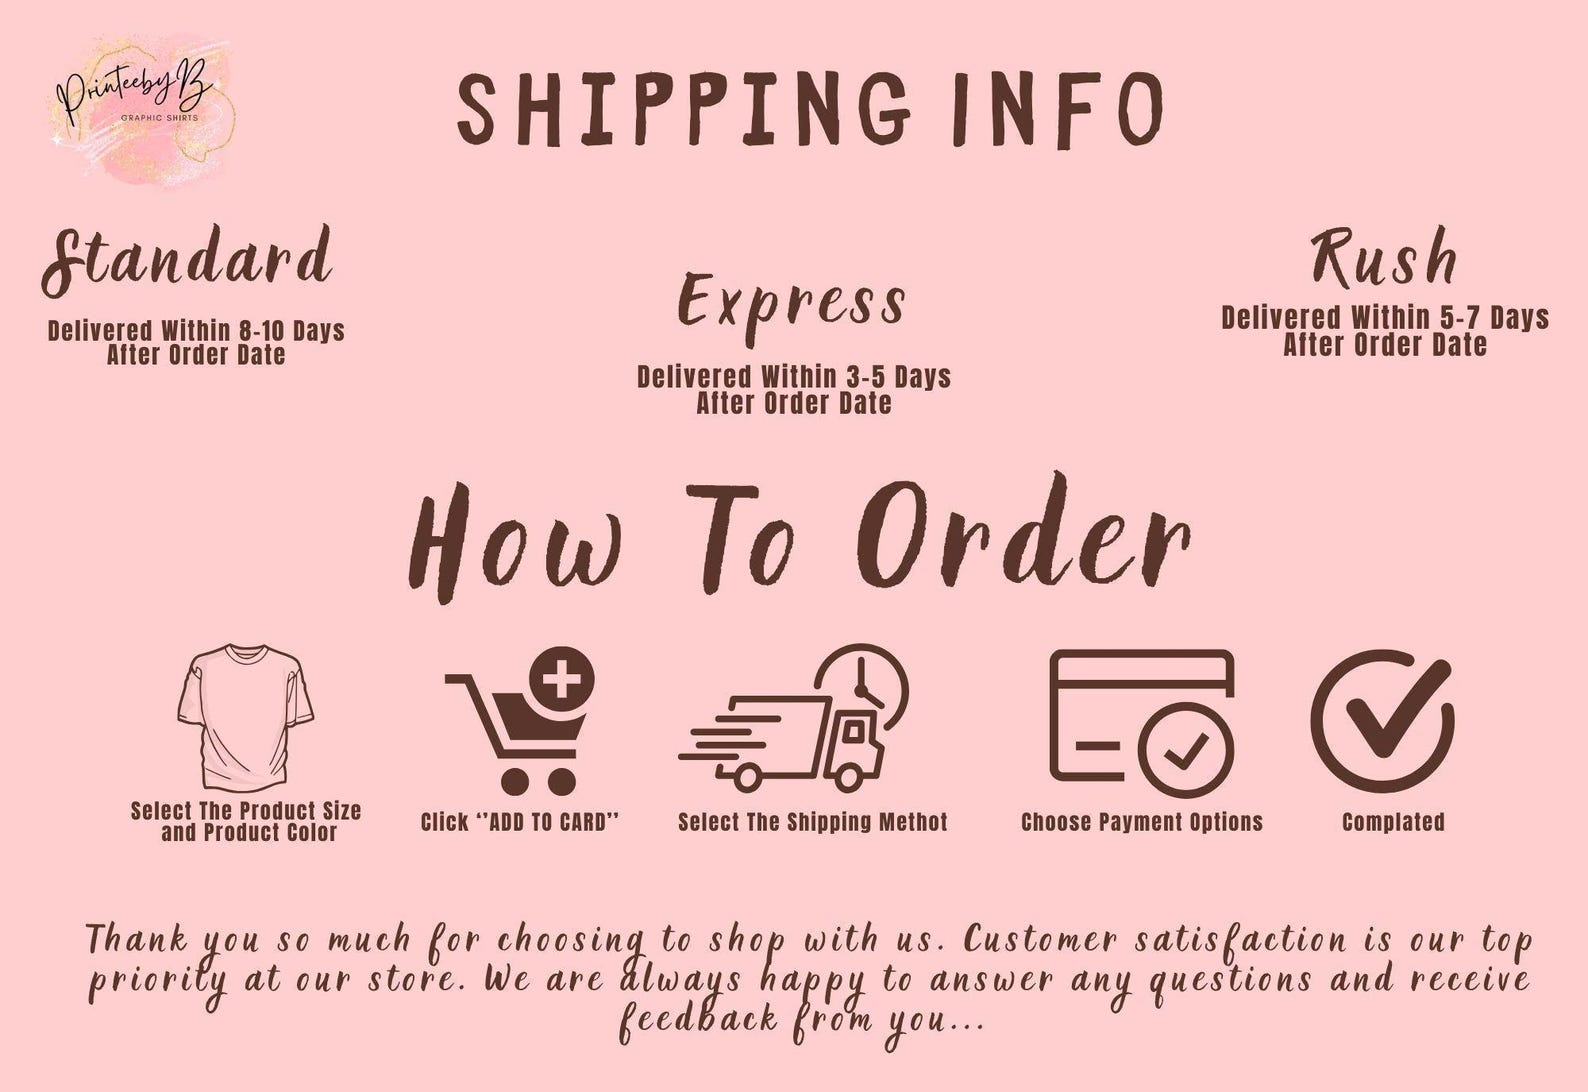 PrinteebyB
GRAPHIC SHIRTS
SHIPPING INFO
Standard
Delivered Within 8-10 Days
After Order Date
Express
Delivered Within 3-5 Days
After Order Date
Rush
Delivered Within 5-7 Days
After Order Date
How To Order
Select The Product Size
and Product Color
Click ‘’ADD TO CARD’’
Select The Shipping Methot
Choose Payment Options
Complated
Thank you so much for choosing to shop with us. Customer satisfaction is our top
priority at our store. We are always happy to answer any questions and receive
feedback from you...